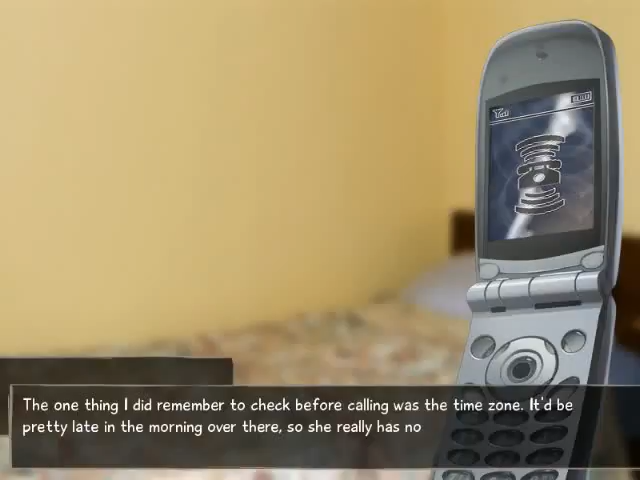 The one thing I did remember to check before calling was the time zone. It'd be
pretty late in the morning over there, so she really has no